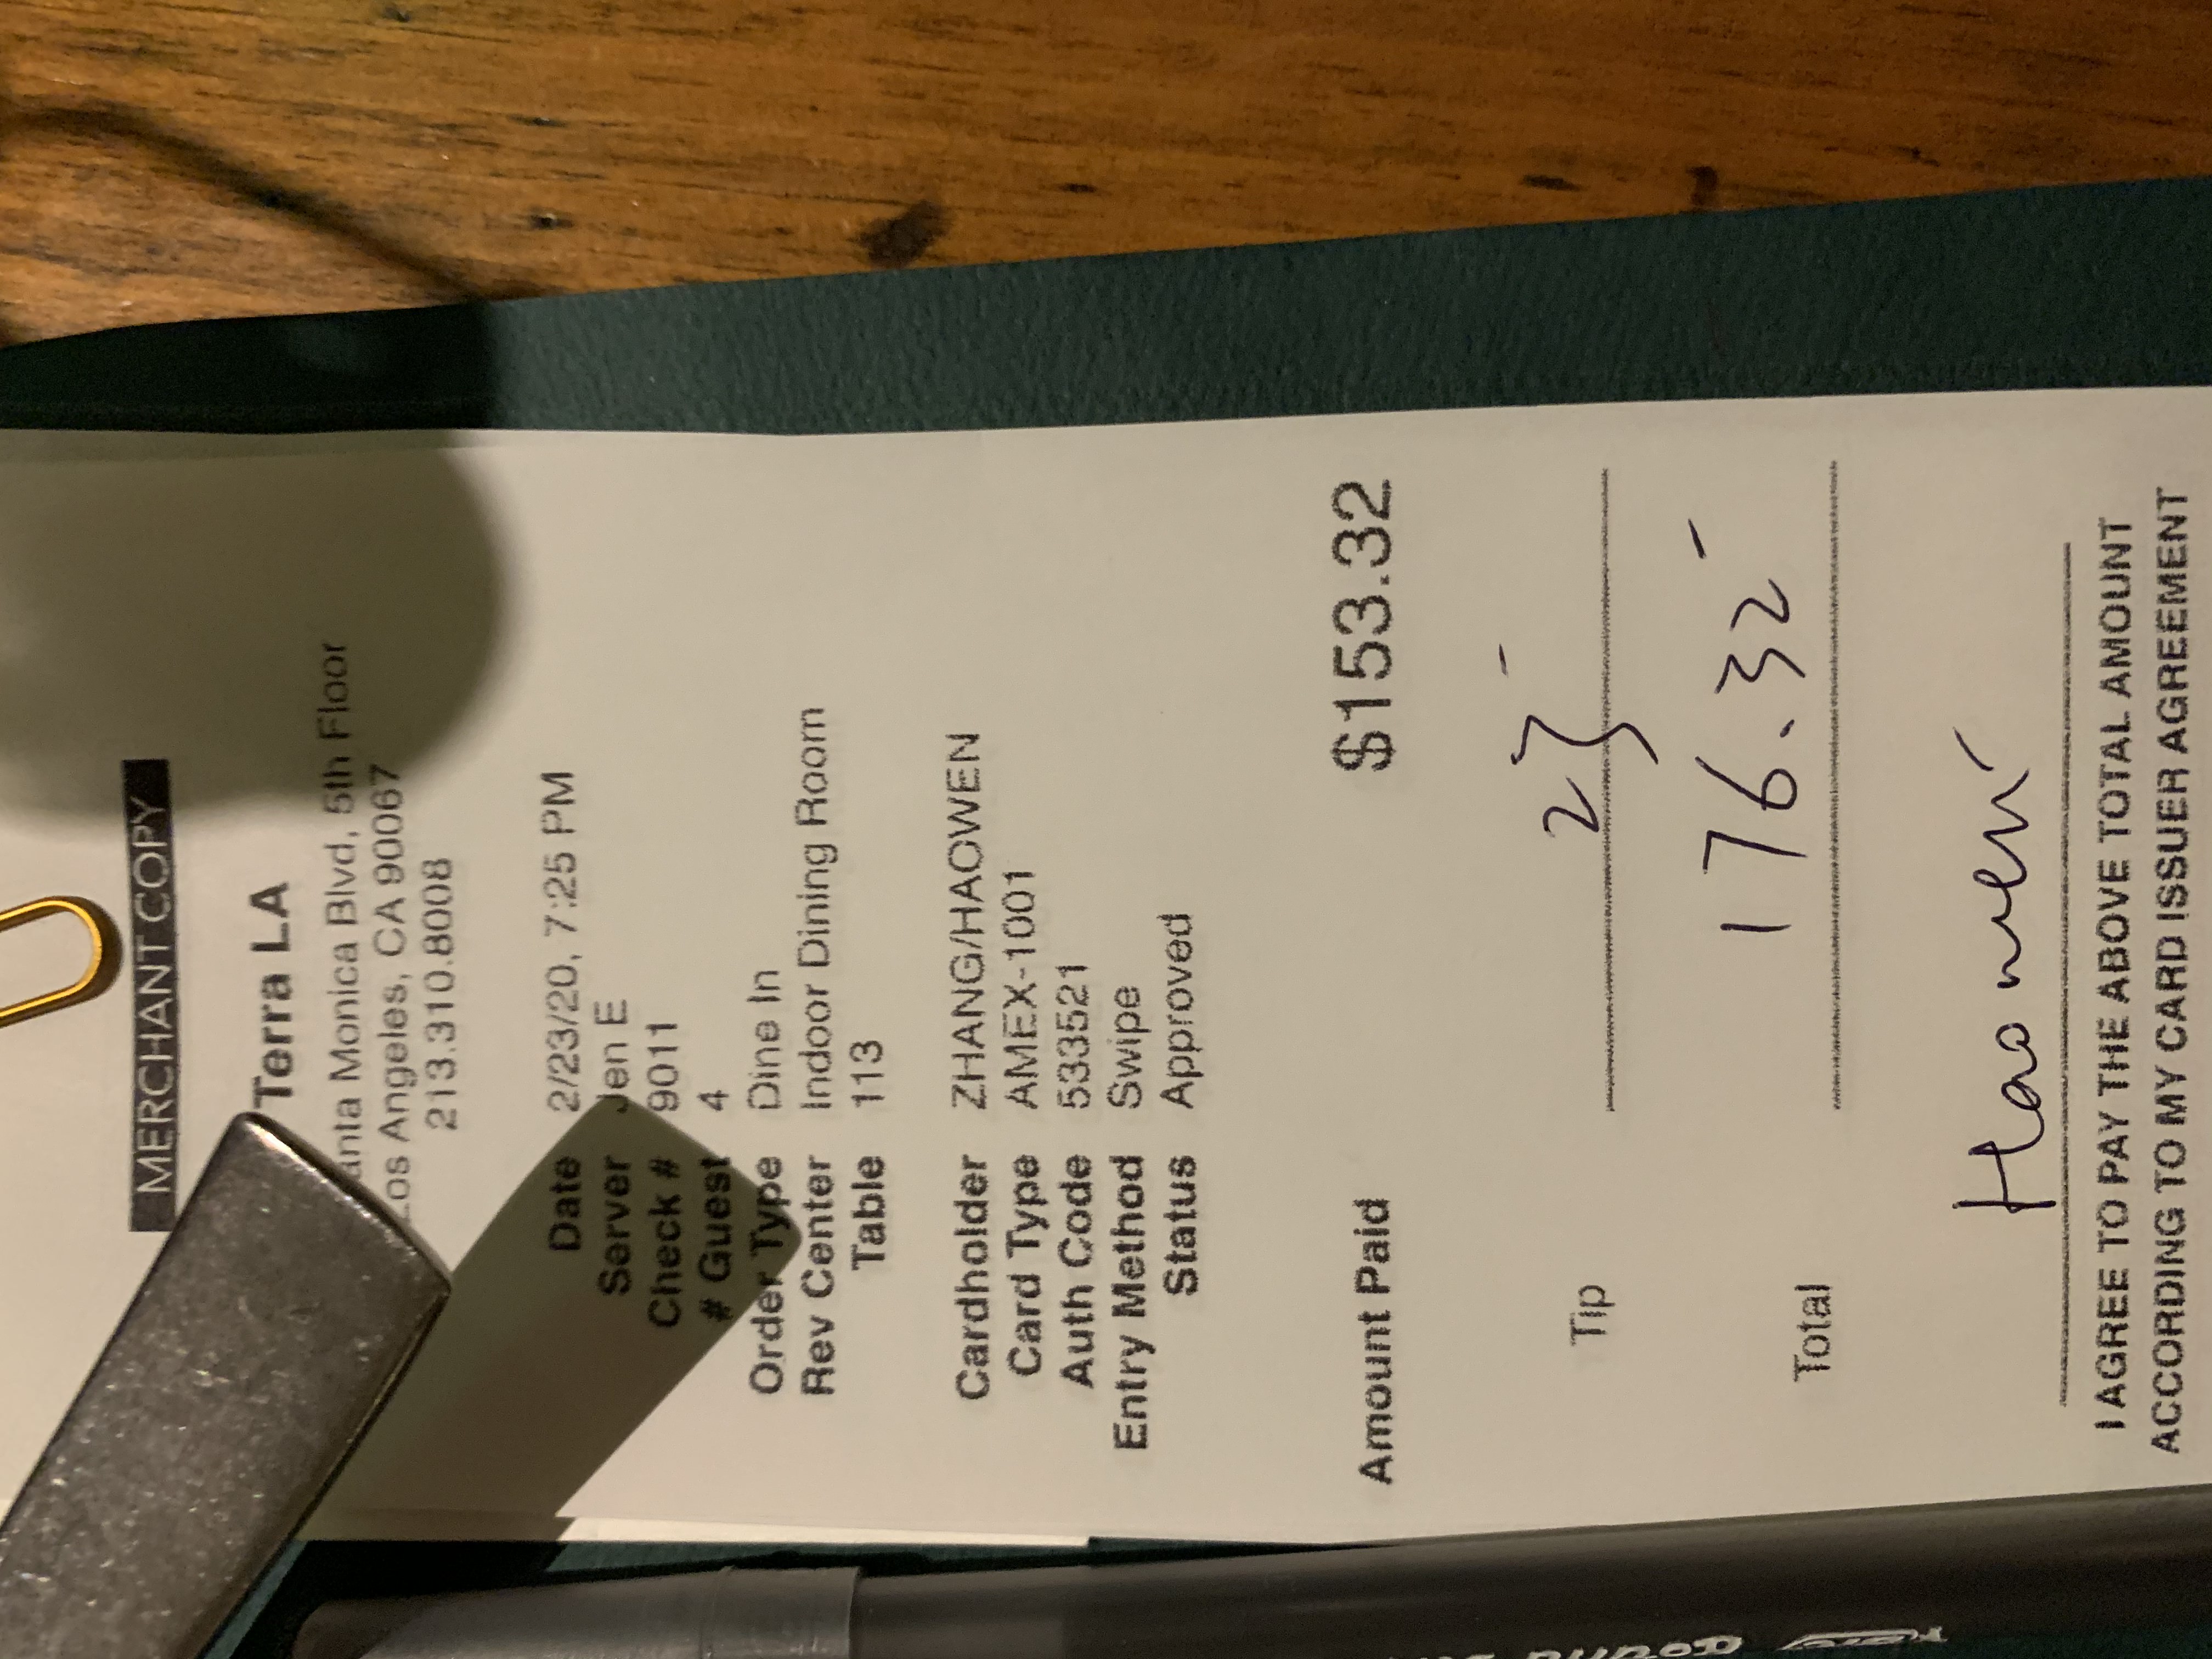 MERCHANT COPY
Terra LA
Monica Blvd, 5th Floor
Los Angeles, CA 90067
213.310.8008
Date 2/23/20, 7:25 PM
Server Jen E
Check # 9011
# Guest 4
Order Type Dine In
Rev Center Indoor Dining Room
Table 113
Cardholder ZHANG/HAOWEN
Card Type AMEX-1001
Auth Code 533521
Entry Method Swipe
Status Approved
Amount Paid $153.32
Tip 23
Total 176.32
Haowen
I AGREE TO PAY THE ABOVE TOTAL AMOUNT
ACCORDING TO MY CARD ISSUER AGREEMENT